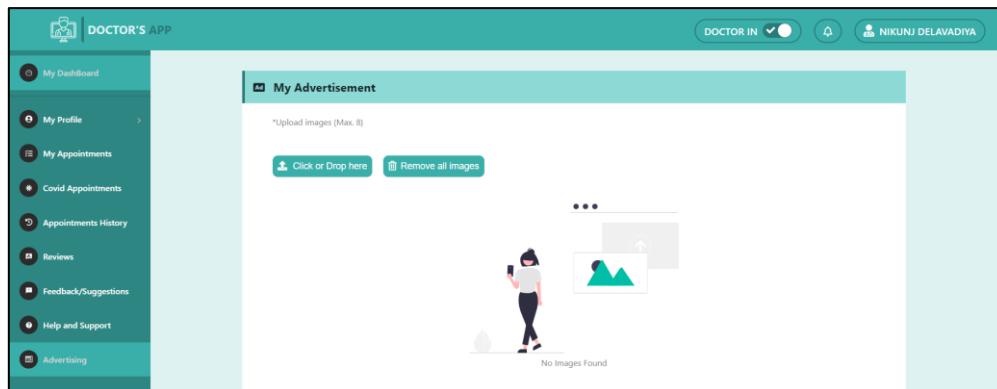 DOCTOR'S APP
DOCTOR IN
NIKUNJ DELAVADIYA
My DashBoard
My Profile
My Appointments
Covid Appointments
Appointments History
Reviews
Feedback/Suggestions
Help and Support
Advertising
Ad My Advertisement
*Upload images (Max. 8)
Click or Drop here
Remove all images
No Images Found